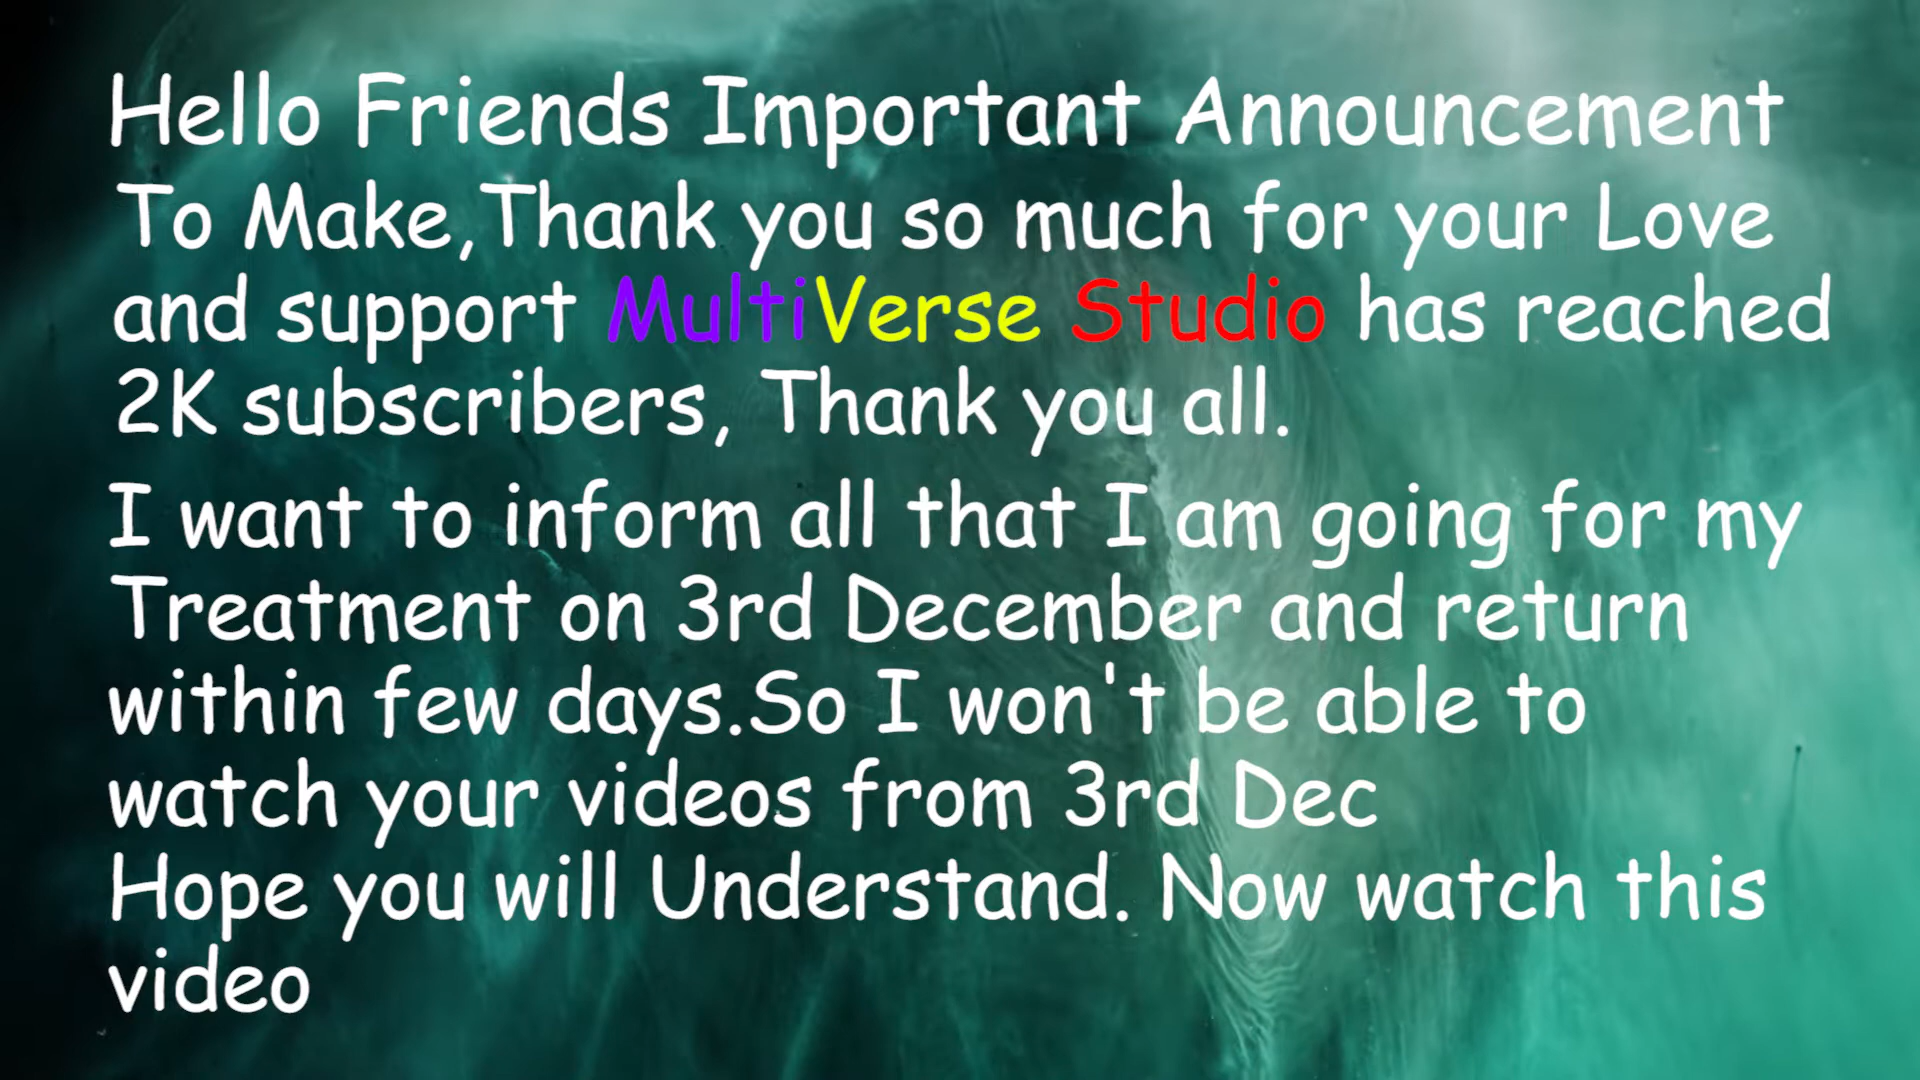 Hello Friends Important Announcement
To Make,Thank you so much for your Love
and support MultiVerse Studio has reached
2K subscribers, Thank you all.
I want to inform all that I am going for my
Treatment on 3rd December and return
within few days.So I won't be able to
watch your videos from 3rd Dec
Hope you will Understand. Now watch this
video